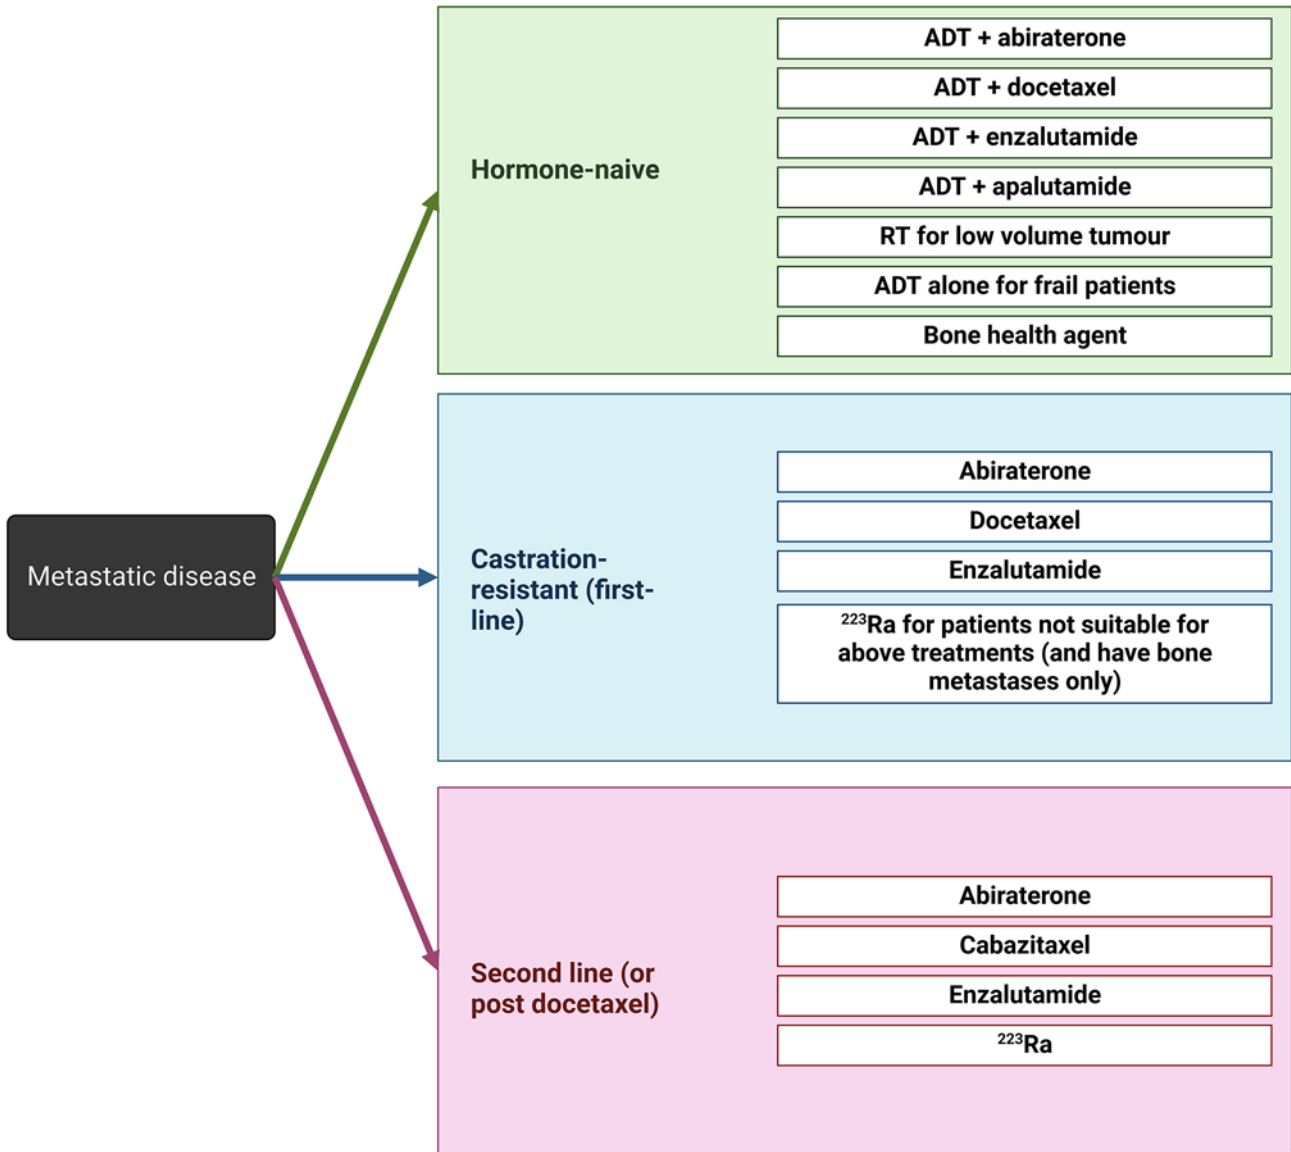 Metastatic disease
Hormone-naive
ADT + abiraterone
ADT + docetaxel
ADT + enzalutamide
ADT + apalutamide
RT for low volume tumour
ADT alone for frail patients
Bone health agent
Castration-
resistant (first-
line)
Abiraterone
Docetaxel
Enzalutamide
²²³Ra for patients not suitable for
above treatments (and have bone
metastases only)
Second line (or
post docetaxel)
Abiraterone
Cabazitaxel
Enzalutamide
²²³Ra